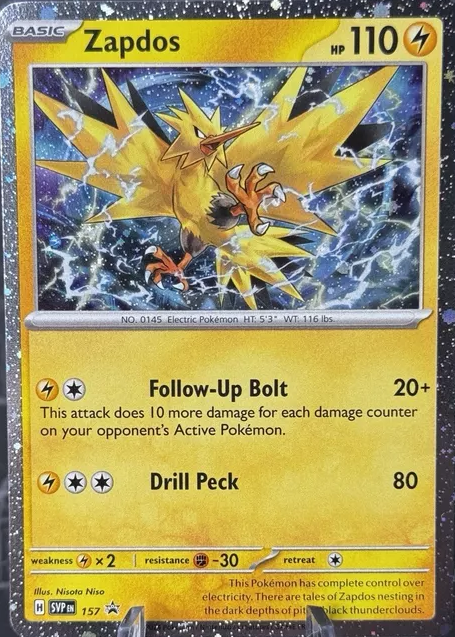 BASIC
Zapdos
HP 110
NO. 0145 Electric Pokémon HT: 5'3" WT: 116 lbs.
Follow-Up Bolt 20+
This attack does 10 more damage for each damage counter
on your opponent's Active Pokémon.
Drill Peck 80
weakness ×2 resistance -30 retreat
Illus. Nisota Niso
This Pokémon has complete control over
electricity. There are tales of Zapdos nesting in
the dark depths of black thunderclouds.
H SVP EN 157